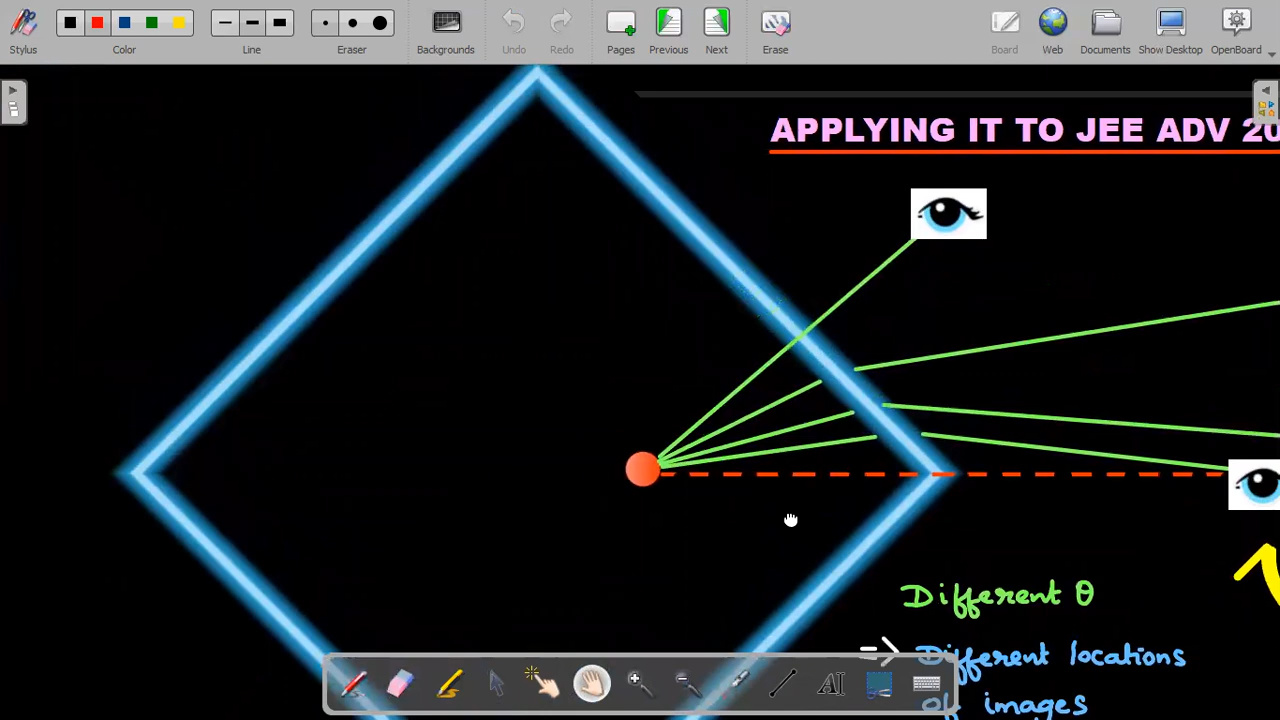 Stylus
Color
Line
Eraser
Backgrounds
Undo
Redo
Pages
Previous
Next
Erase
Board
Web
Documents
Show Desktop
OpenBoard
APPLYING IT TO JEE ADV 20
Different θ
=> Different locations
of images